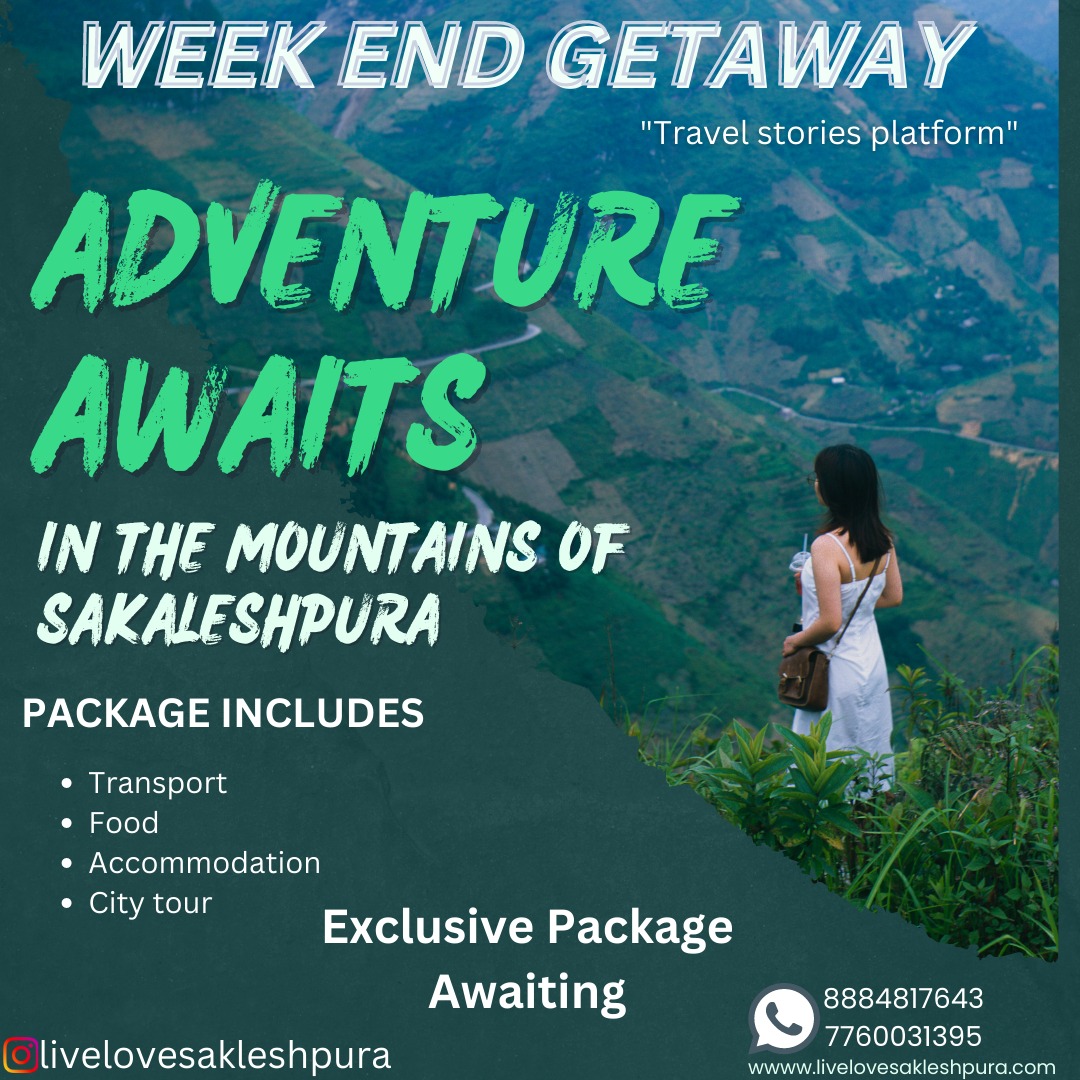 WEEK END GETAWAY
"Travel stories platform"
ADVENTURE
AWAITS
IN THE MOUNTAINS OF
SAKALESHPURA
PACKAGE INCLUDES
• Transport
• Food
• Accommodation
• City tour
Exclusive Package
Awaiting
8884817643
7760031395
livelovesakleshpura
www.livelovesakleshpura.com